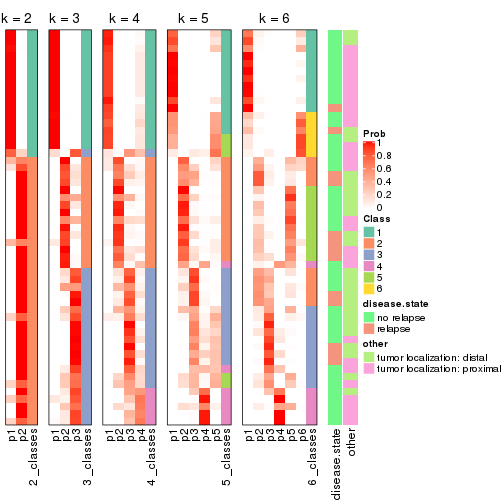 k = 2 k = 3 k = 4 k = 5 k = 6
Prob
1
0.8
0.6
0.4
0.2
0
Class
1
2
3
4
5
6
disease.state
no relapse
relapse
other
tumor localization: distal
tumor localization: proximal
p1 p2 2_classes p1 p2 p3 3_classes p1 p2 p3 p4 4_classes p1 p2 p3 p4 p5 5_classes p1 p2 p3 p4 p5 p6 6_classes disease.state other